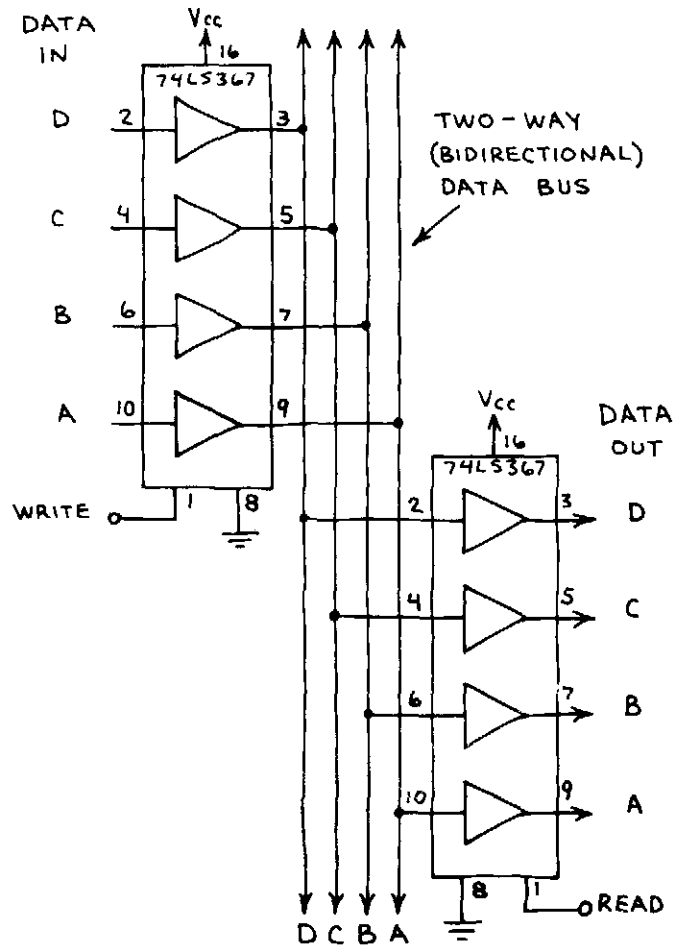 DATA
IN
Vcc
16
74LS367
D 2 3
C 4 5
B 6 7
A 10 9
WRITE 1 8
TWO-WAY
(BIDIRECTIONAL)
DATA BUS
Vcc
16
DATA
OUT
74LS367
2 3 D
4 5 C
6 7 B
10 9 A
8 1
READ
D C B A